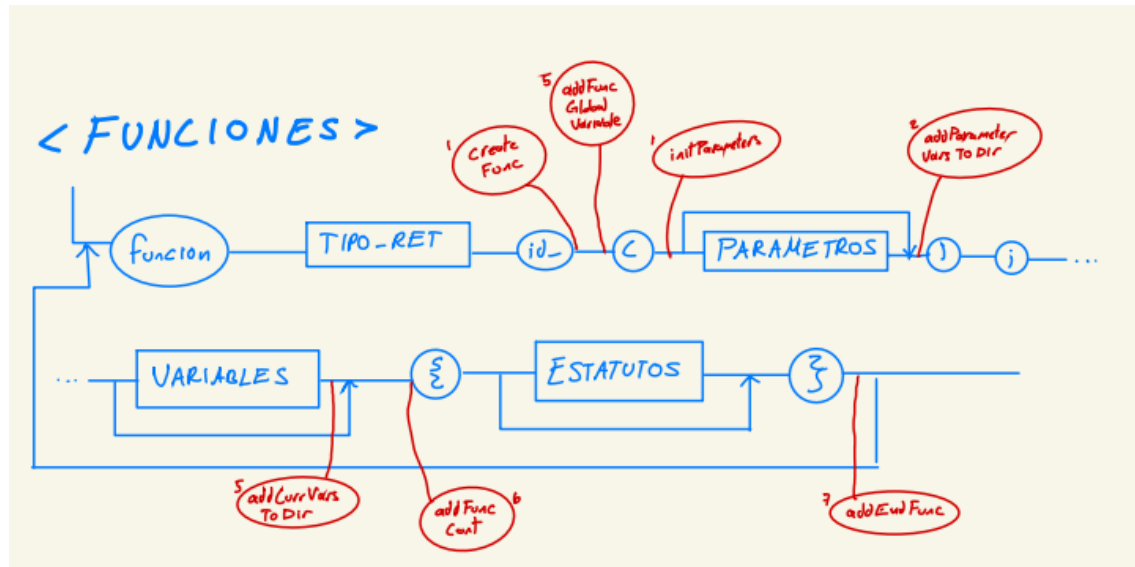 <FUNCIONES>
1 Create Func
5 addFunc Global Variable
1 initParameters
2 addParameter Vars To Dir
funcion TIPO_RET id_ ( PARAMETROS ) ; ...
... VARIABLES { ESTATUTOS }
5 addCurrVars To Dir
addFunc Cont 6
7 addEndFunc